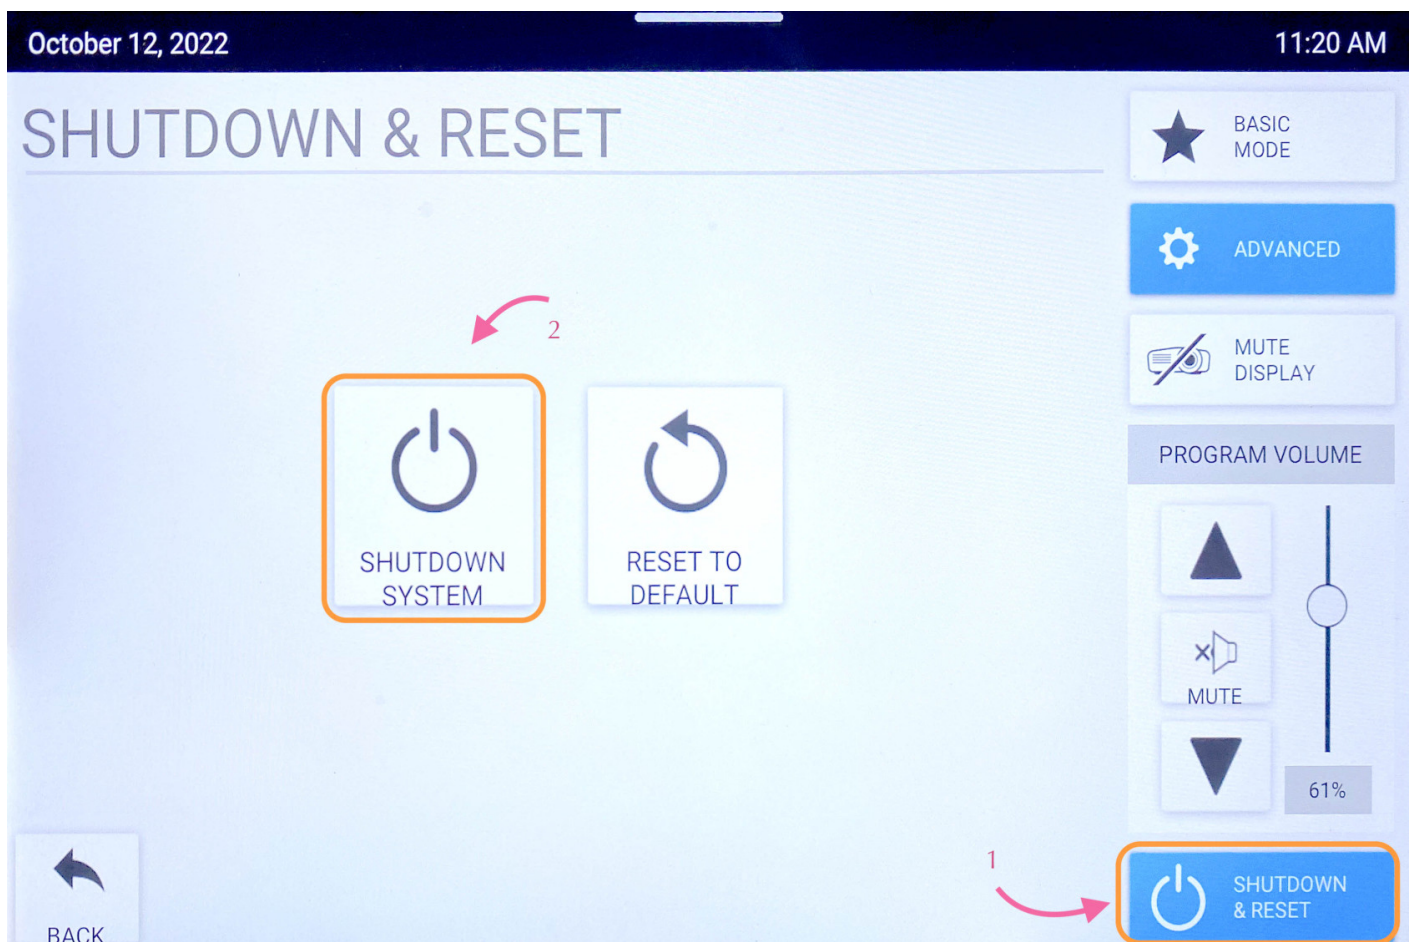 October 12, 2022
11:20 AM
SHUTDOWN & RESET
BASIC
MODE
ADVANCED
MUTE
DISPLAY
PROGRAM VOLUME
2
SHUTDOWN
SYSTEM
RESET TO
DEFAULT
MUTE
61%
BACK
1
SHUTDOWN
& RESET